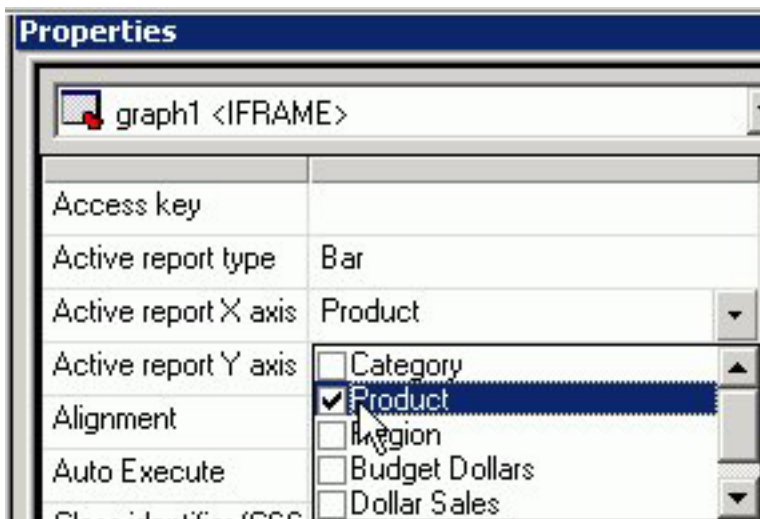 Properties
graph1 <IFRAME>
Access key
Active report type Bar
Active report X axis Product
Active report Y axis
Category
Product
Alignment
Region
Auto Execute
Budget Dollars
Dollar Sales